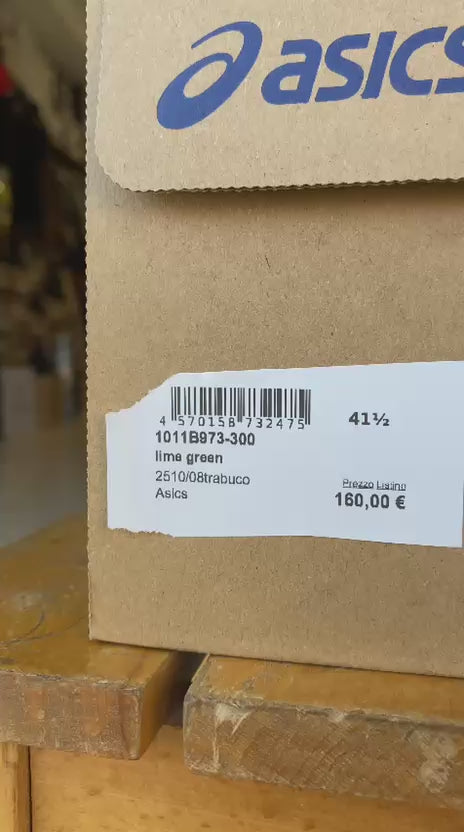 asics
4 570158 732475
41½
1011B973-300
lime green
2510/08trabuco
Asics
Prezzo Listino
160,00 €